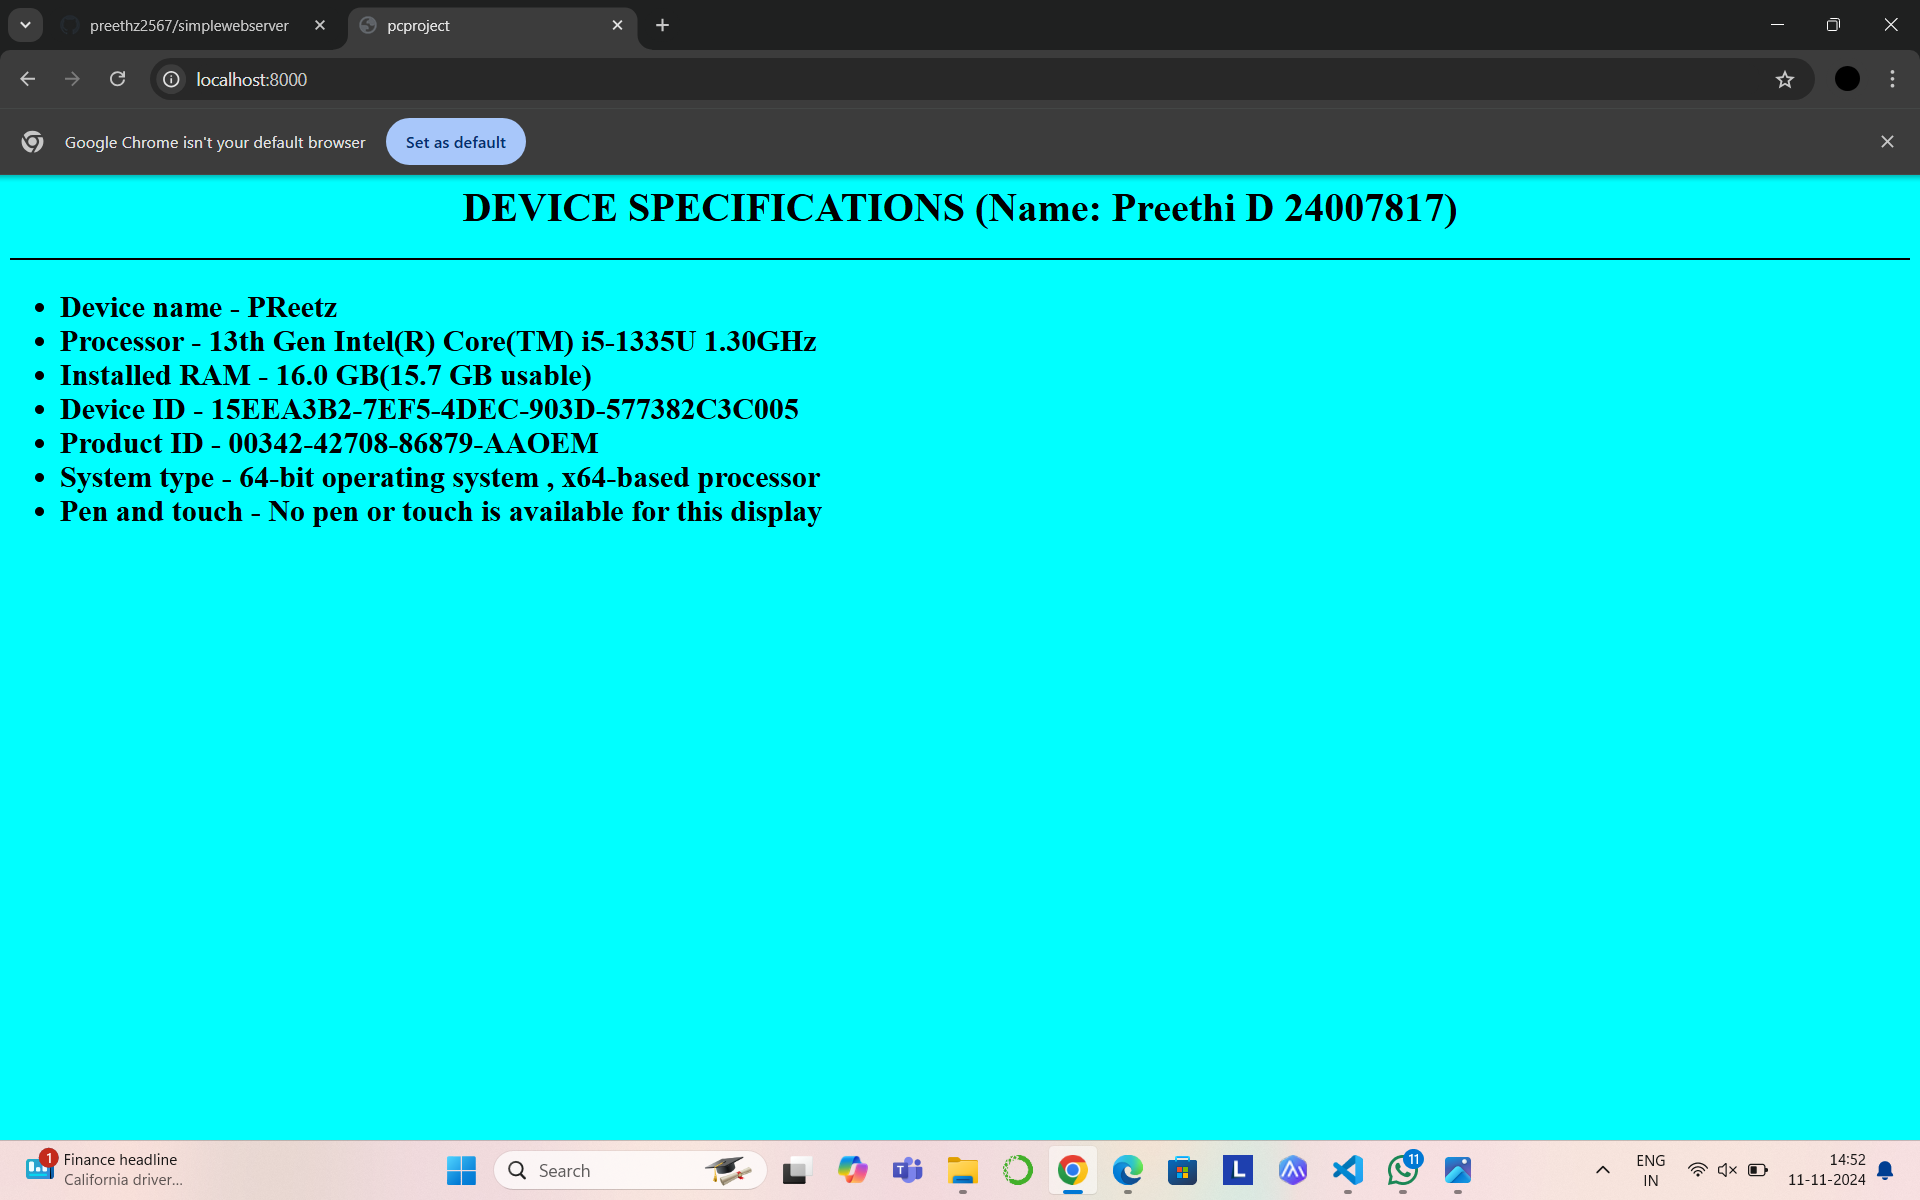 preethz2567/simplewebserver
pcproject
localhost:8000
Google Chrome isn't your default browser
Set as default
DEVICE SPECIFICATIONS (Name: Preethi D 24007817)
• Device name - PReetz
• Processor - 13th Gen Intel(R) Core(TM) i5-1335U 1.30GHz
• Installed RAM - 16.0 GB(15.7 GB usable)
• Device ID - 15EEA3B2-7EF5-4DEC-903D-577382C3C005
• Product ID - 00342-42708-86879-AAOEM
• System type - 64-bit operating system , x64-based processor
• Pen and touch - No pen or touch is available for this display
1
Finance headline
California driver...
Search
T
L
11
ENG
IN
14:52
11-11-2024